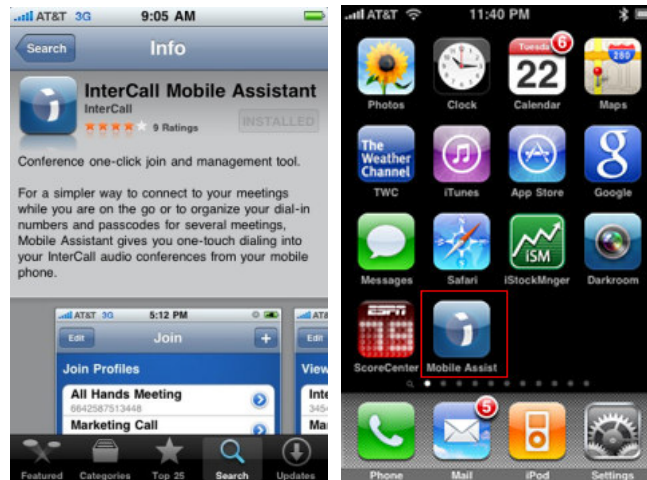 AT&T 3G 9:05 AM
Search Info
InterCall Mobile Assistant
InterCall
9 Ratings INSTALLED
Conference one-click join and management tool.
For a simpler way to connect to your meetings
while you are on the go or to organize your dial-in
numbers and passcodes for several meetings,
Mobile Assistant gives you one-touch dialing into
your InterCall audio conferences from your mobile
phone.
AT&T 3G 5:12 PM
Edit Join +
Edit
Join Profiles
View
All Hands Meeting
6642587513448
Marketing Call
Featured Categories Top 25 Search Updates
AT&T 11:40 PM
Tuesday 6
22
280
Photos Clock Calendar Maps
The
Weather
Channel
8
TWC iTunes App Store Google
iSM
Messages Safari iStockMnger Darkroom
ESPN
ScoreCenter Mobile Assist
5
Phone Mail iPod Settings